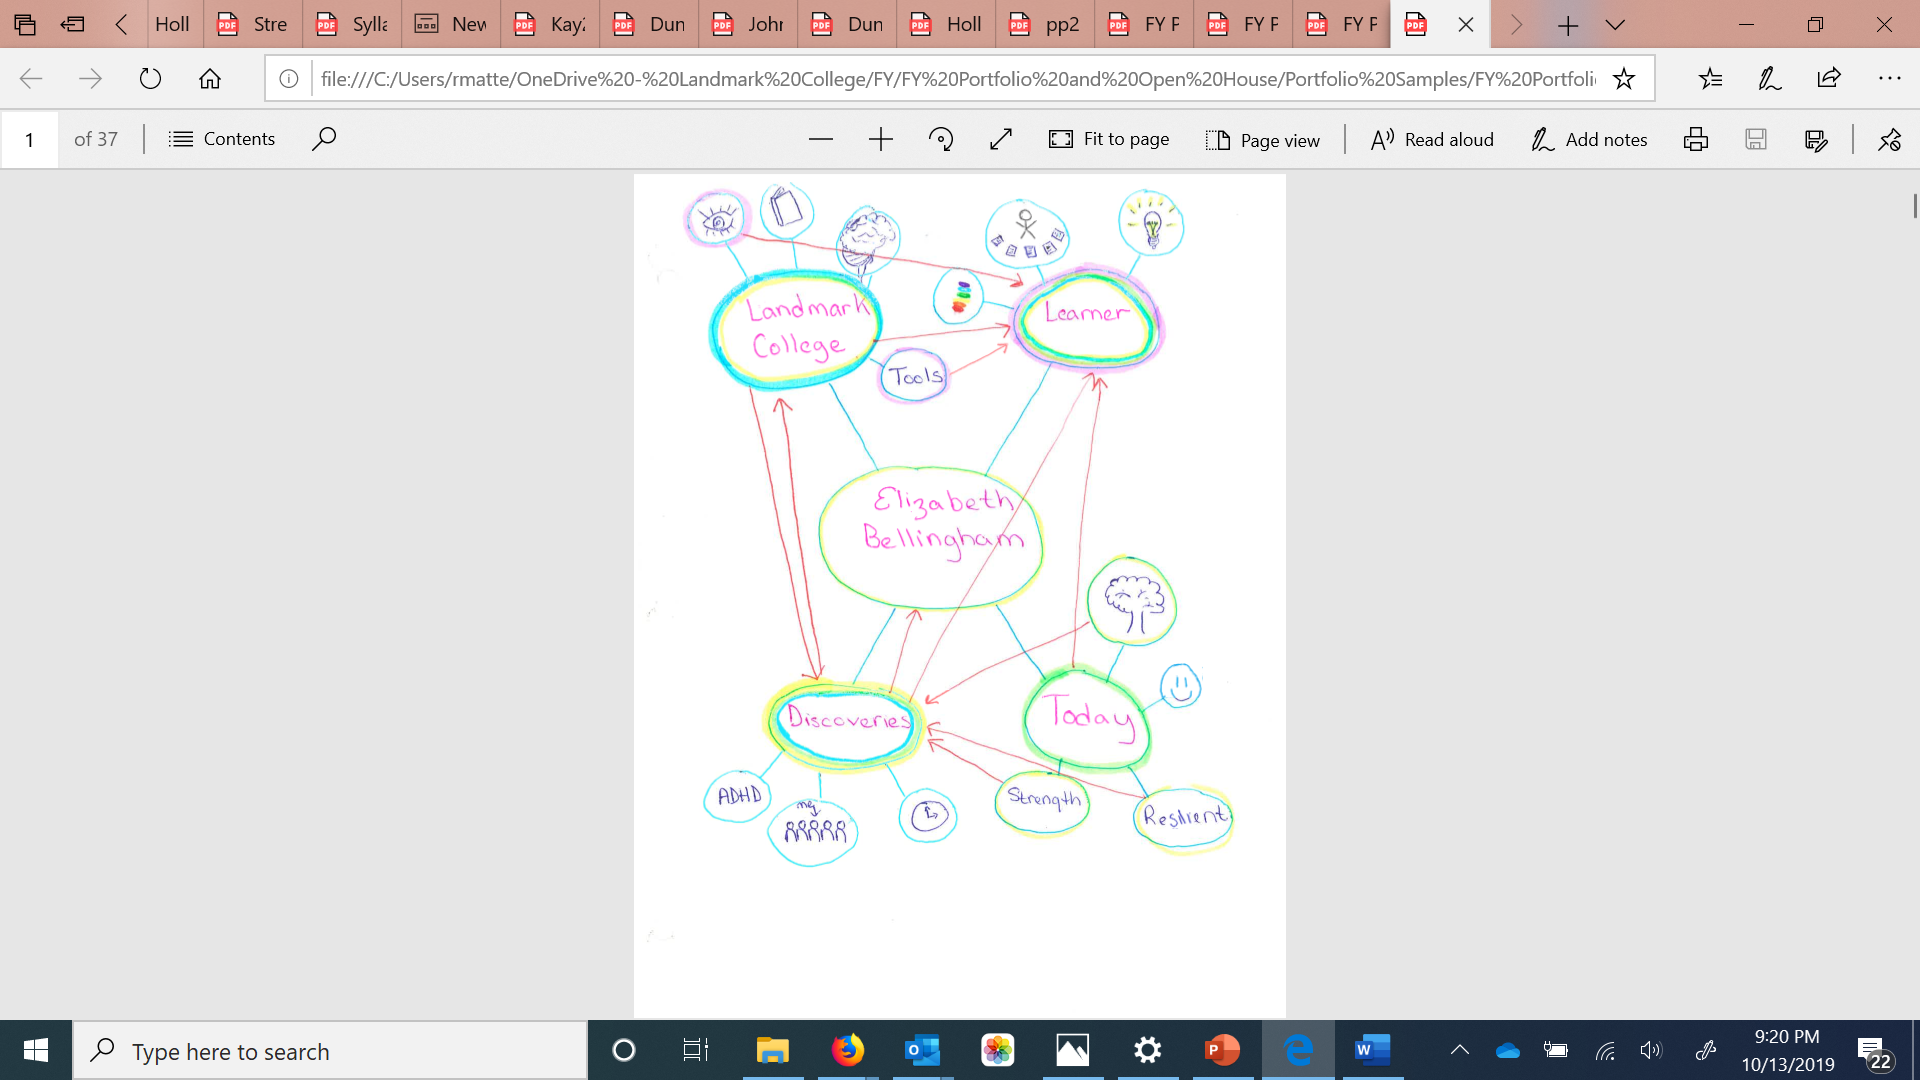 Holl
Stre
Sylla
New
Kay2
Dun
John
Dun
Holl
pp2
FY P
FY P
FY P
file:///C:/Users/rmatte/OneDrive%20-%20Landmark%20College/FY/FY%20Portfolio%20and%20Open%20House/Portfolio%20Samples/FY%20Portfolio
1 of 37
Contents
Fit to page
Page view
Read aloud
Add notes
Landmark
College
Learner
Tools
Elizabeth
Bellingham
Discoveries
Today
ADHD
me
Strength
Resilient
Type here to search
9:20 PM
10/13/2019
22